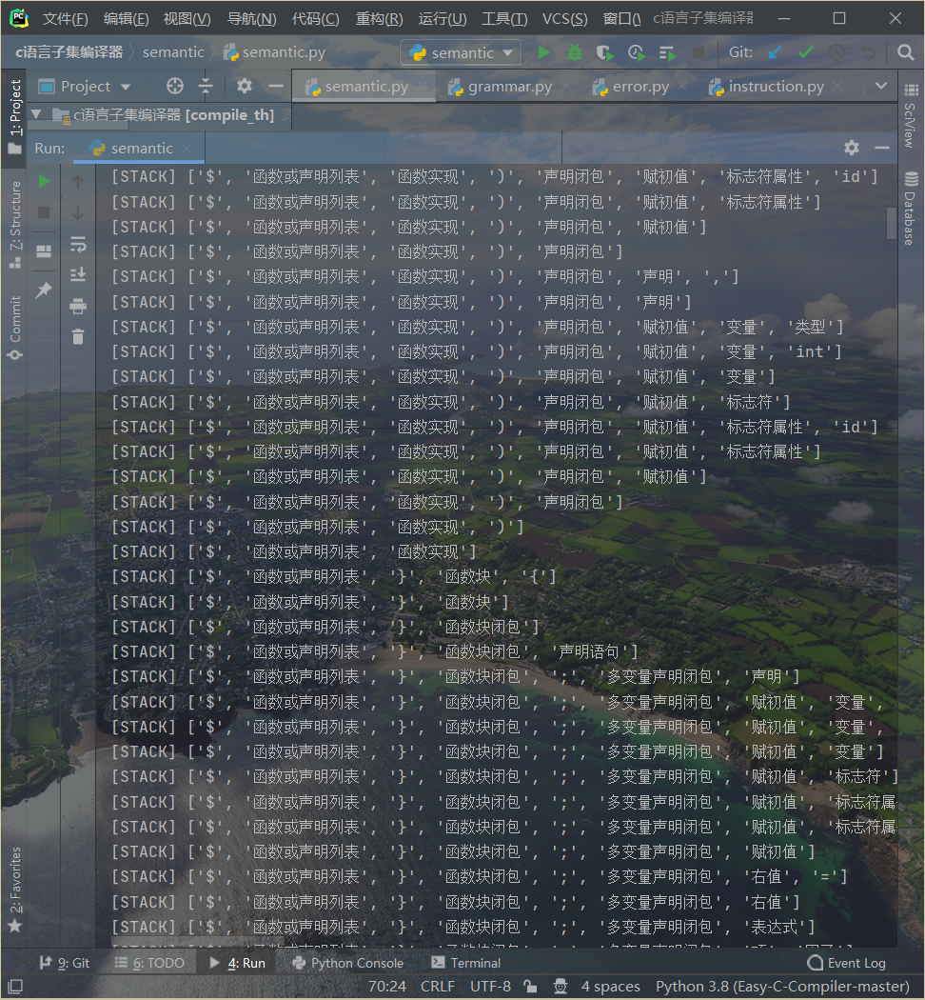 PC 文件(F) 编辑(E) 视图(V) 导航(N) 代码(C) 重构(R) 运行(U) 工具(T) VCS(S) 窗口(\ c语言子集编译器
c语言子集编译器 semantic semantic.py semantic Git:
Project semantic.py grammar.py error.py instruction.py
c语言子集编译器 [compile_th]
Run: semantic
[STACK] ['$', '函数或声明列表', '函数实现', ')', '声明闭包', '赋初值', '标志符属性', 'id']
[STACK] ['$', '函数或声明列表', '函数实现', ')', '声明闭包', '赋初值', '标志符属性']
[STACK] ['$', '函数或声明列表', '函数实现', ')', '声明闭包', '赋初值']
[STACK] ['$', '函数或声明列表', '函数实现', ')', '声明闭包']
[STACK] ['$', '函数或声明列表', '函数实现', ')', '声明闭包', '声明', ',']
[STACK] ['$', '函数或声明列表', '函数实现', ')', '声明闭包', '声明']
[STACK] ['$', '函数或声明列表', '函数实现', ')', '声明闭包', '赋初值', '变量', '类型']
[STACK] ['$', '函数或声明列表', '函数实现', ')', '声明闭包', '赋初值', '变量', 'int']
[STACK] ['$', '函数或声明列表', '函数实现', ')', '声明闭包', '赋初值', '变量']
[STACK] ['$', '函数或声明列表', '函数实现', ')', '声明闭包', '赋初值', '标志符']
[STACK] ['$', '函数或声明列表', '函数实现', ')', '声明闭包', '赋初值', '标志符属性', 'id']
[STACK] ['$', '函数或声明列表', '函数实现', ')', '声明闭包', '赋初值', '标志符属性']
[STACK] ['$', '函数或声明列表', '函数实现', ')', '声明闭包', '赋初值']
[STACK] ['$', '函数或声明列表', '函数实现', ')', '声明闭包']
[STACK] ['$', '函数或声明列表', '函数实现', ')']
[STACK] ['$', '函数或声明列表', '函数实现']
[STACK] ['$', '函数或声明列表', '}', '函数块', '{']
[STACK] ['$', '函数或声明列表', '}', '函数块']
[STACK] ['$', '函数或声明列表', '}', '函数块闭包']
[STACK] ['$', '函数或声明列表', '}', '函数块闭包', '声明语句']
[STACK] ['$', '函数或声明列表', '}', '函数块闭包', ';', '多变量声明闭包', '声明']
[STACK] ['$', '函数或声明列表', '}', '函数块闭包', ';', '多变量声明闭包', '赋初值', '变量',
[STACK] ['$', '函数或声明列表', '}', '函数块闭包', ';', '多变量声明闭包', '赋初值', '变量',
[STACK] ['$', '函数或声明列表', '}', '函数块闭包', ';', '多变量声明闭包', '赋初值', '变量']
[STACK] ['$', '函数或声明列表', '}', '函数块闭包', ';', '多变量声明闭包', '赋初值', '标志符']
[STACK] ['$', '函数或声明列表', '}', '函数块闭包', ';', '多变量声明闭包', '赋初值', '标志符属
[STACK] ['$', '函数或声明列表', '}', '函数块闭包', ';', '多变量声明闭包', '赋初值', '标志符属
[STACK] ['$', '函数或声明列表', '}', '函数块闭包', ';', '多变量声明闭包', '赋初值']
[STACK] ['$', '函数或声明列表', '}', '函数块闭包', ';', '多变量声明闭包', '右值', '=']
[STACK] ['$', '函数或声明列表', '}', '函数块闭包', ';', '多变量声明闭包', '右值']
[STACK] ['$', '函数或声明列表', '}', '函数块闭包', ';', '多变量声明闭包', '表达式']
1: Project
7: Structure
Commit
2: Favorites
SciView
Database
9: Git 6: TODO 4: Run Python Console Terminal Event Log
70:24 CRLF UTF-8 4 spaces Python 3.8 (Easy-C-Compiler-master)